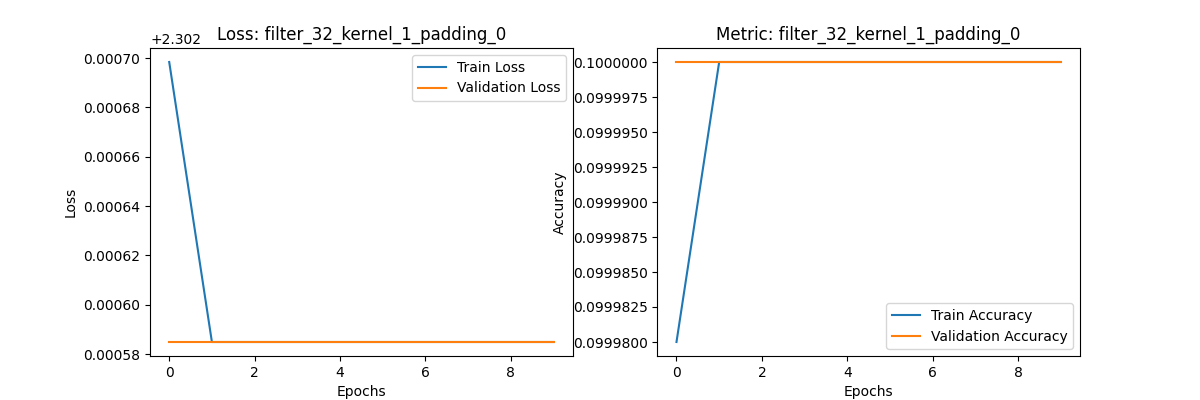 Loss: filter_32_kernel_1_padding_0
+2.302
0.00070
0.00068
0.00066
0.00064
0.00062
0.00060
0.00058
Loss
0 2 4 6 8
Epochs
Train Loss
Validation Loss
Metric: filter_32_kernel_1_padding_0
0.1000000
0.0999975
0.0999950
0.0999925
0.0999900
0.0999875
0.0999850
0.0999825
0.0999800
Accuracy
0 2 4 6 8
Epochs
Train Accuracy
Validation Accuracy